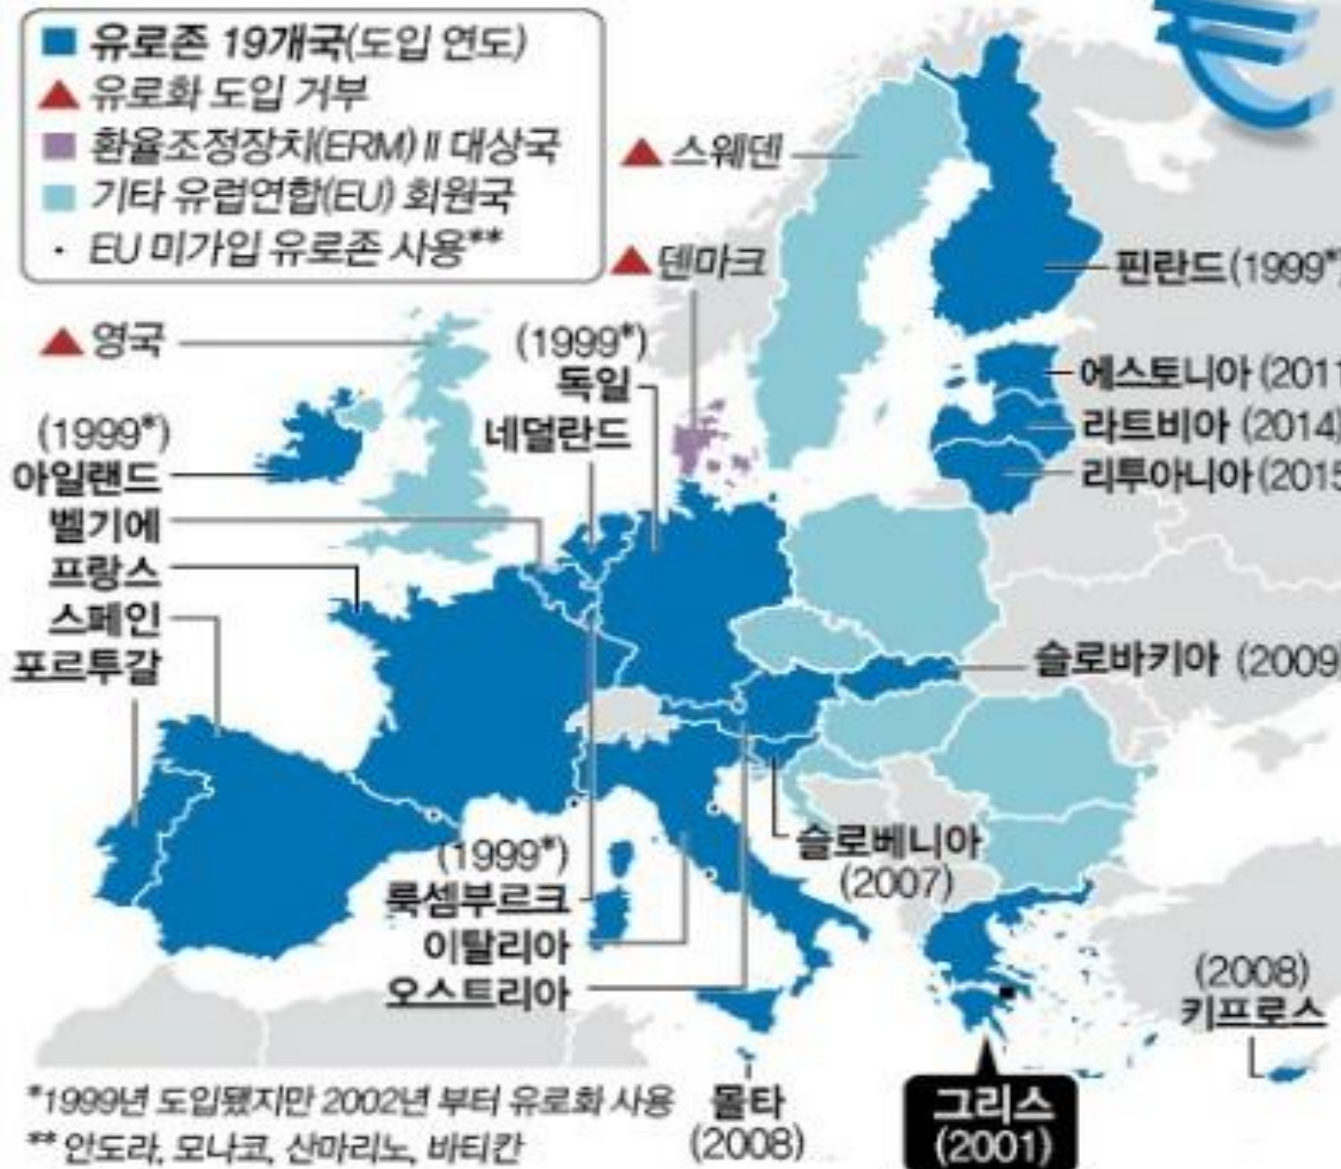 유로존 19개국(도입 연도)
▲ 유로화 도입 거부
환율조정장치(ERM) II 대상국
기타 유럽연합(EU) 회원국
· EU 미가입 유로존 사용**
€
▲스웨덴
▲덴마크
핀란드(1999*)
▲영국
(1999*)
독일
네덜란드
에스토니아 (2011
라트비아 (2014)
리투아니아 (2015
(1999*)
아일랜드
벨기에
프랑스
스페인
포르투갈
슬로바키아 (2009)
슬로베니아
(2007)
(1999*)
룩셈부르크
이탈리아
오스트리아
(2008)
키프로스
몰타
(2008)
그리스
(2001)
*1999년 도입됐지만 2002년 부터 유로화 사용
** 안도라, 모나코, 산마리노, 바티칸